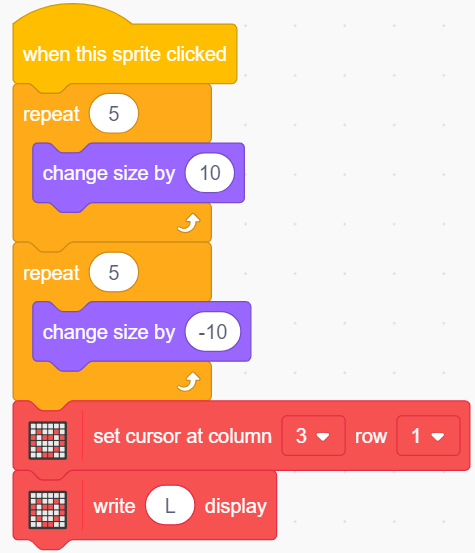 when this sprite clicked
repeat 5
change size by 10
repeat 5
change size by -10
set cursor at column 3 row 1
write L display